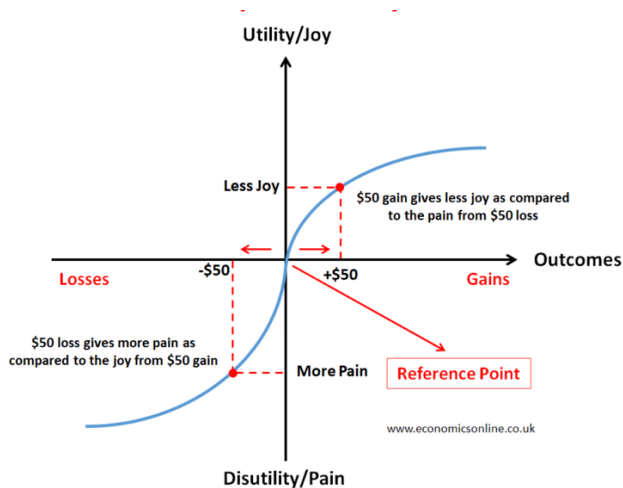 Utility/Joy
Less Joy
$50 gain gives less joy as compared
to the pain from $50 loss
-$50
+$50
Outcomes
Losses
Gains
$50 loss gives more pain as
compared to the joy from $50 gain
More Pain
Reference Point
www.economicsonline.co.uk
Disutility/Pain